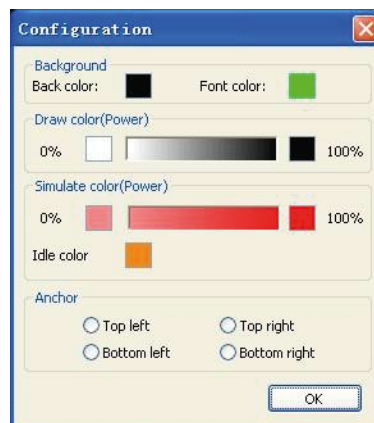 Configuration
Background
Back color: Font color:
Draw color(Power)
0% 100%
Simulate color(Power)
0% 100%
Idle color
Anchor
Top left Top right
Bottom left Bottom right
OK